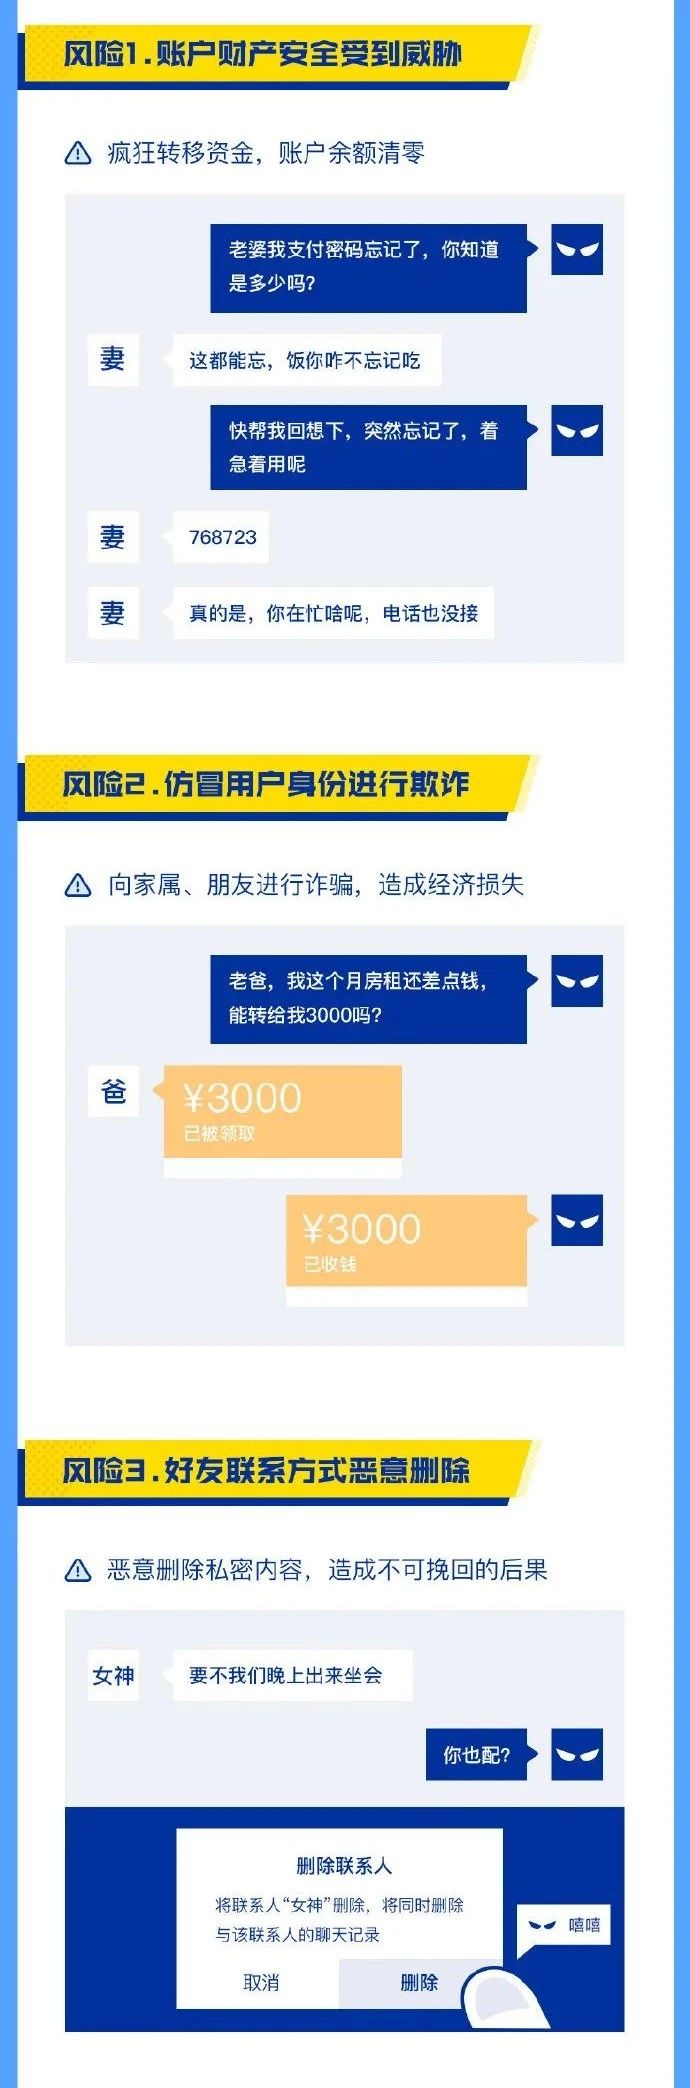 风险1.账户财产安全受到威胁
疯狂转移资金，账户余额清零
老婆我支付密码忘记了，你知道
是多少吗?
妻
这都能忘，饭你咋不忘记吃
快帮我回想下，突然忘记了，着
急着用呢
妻
768723
妻
真的是，你在忙啥呢，电话也没接
风险2.仿冒用户身份进行欺诈
向家属、朋友进行诈骗，造成经济损失
老爸，我这个月房租还差点钱，
能转给我3000吗?
爸
¥3000
已被领取
¥3000
已收钱
风险3.好友联系方式恶意删除
恶意删除私密内容，造成不可挽回的后果
女神
要不我们晚上出来坐会
你也配?
删除联系人
将联系人“女神”删除，将同时删除
与该联系人的聊天记录
嘻嘻
取消
删除